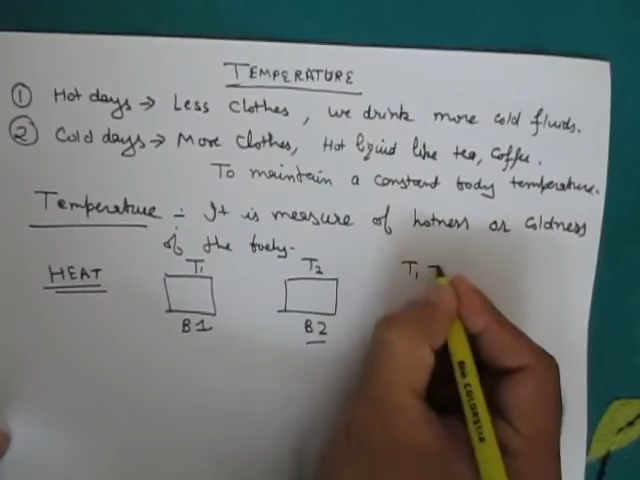 TEMPERATURE
① Hot days → Less clothes, we drink more cold fluids.
② Cold days → More clothes, Hot liquid like tea, coffee.
To maintain a constant body temperature.
Temperature :- It is measure of hotness or coldness
of the body.
HEAT T1 T2 T1
B1 B2